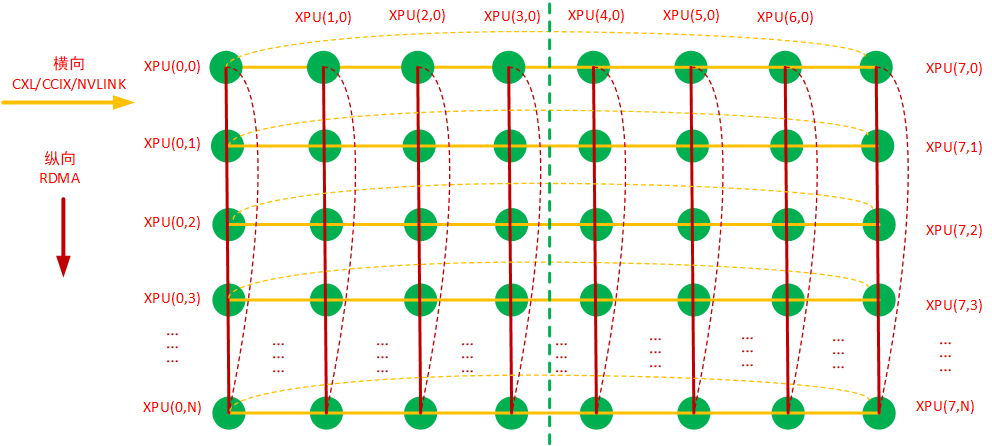 XPU(1,0) XPU(2,0) XPU(3,0) XPU(4,0) XPU(5,0) XPU(6,0)
横向
CXL/CCIX/NVLINK
XPU(0,0)
XPU(7,0)
XPU(0,1)
XPU(7,1)
纵向
RDMA
XPU(0,2)
XPU(7,2)
XPU(0,3)
XPU(7,3)
... ... ... ... ... ... ... ... ...
... ... ... ... ... ... ... ... ...
... ... ... ... ... ... ... ... ...
XPU(0,N)
XPU(7,N)